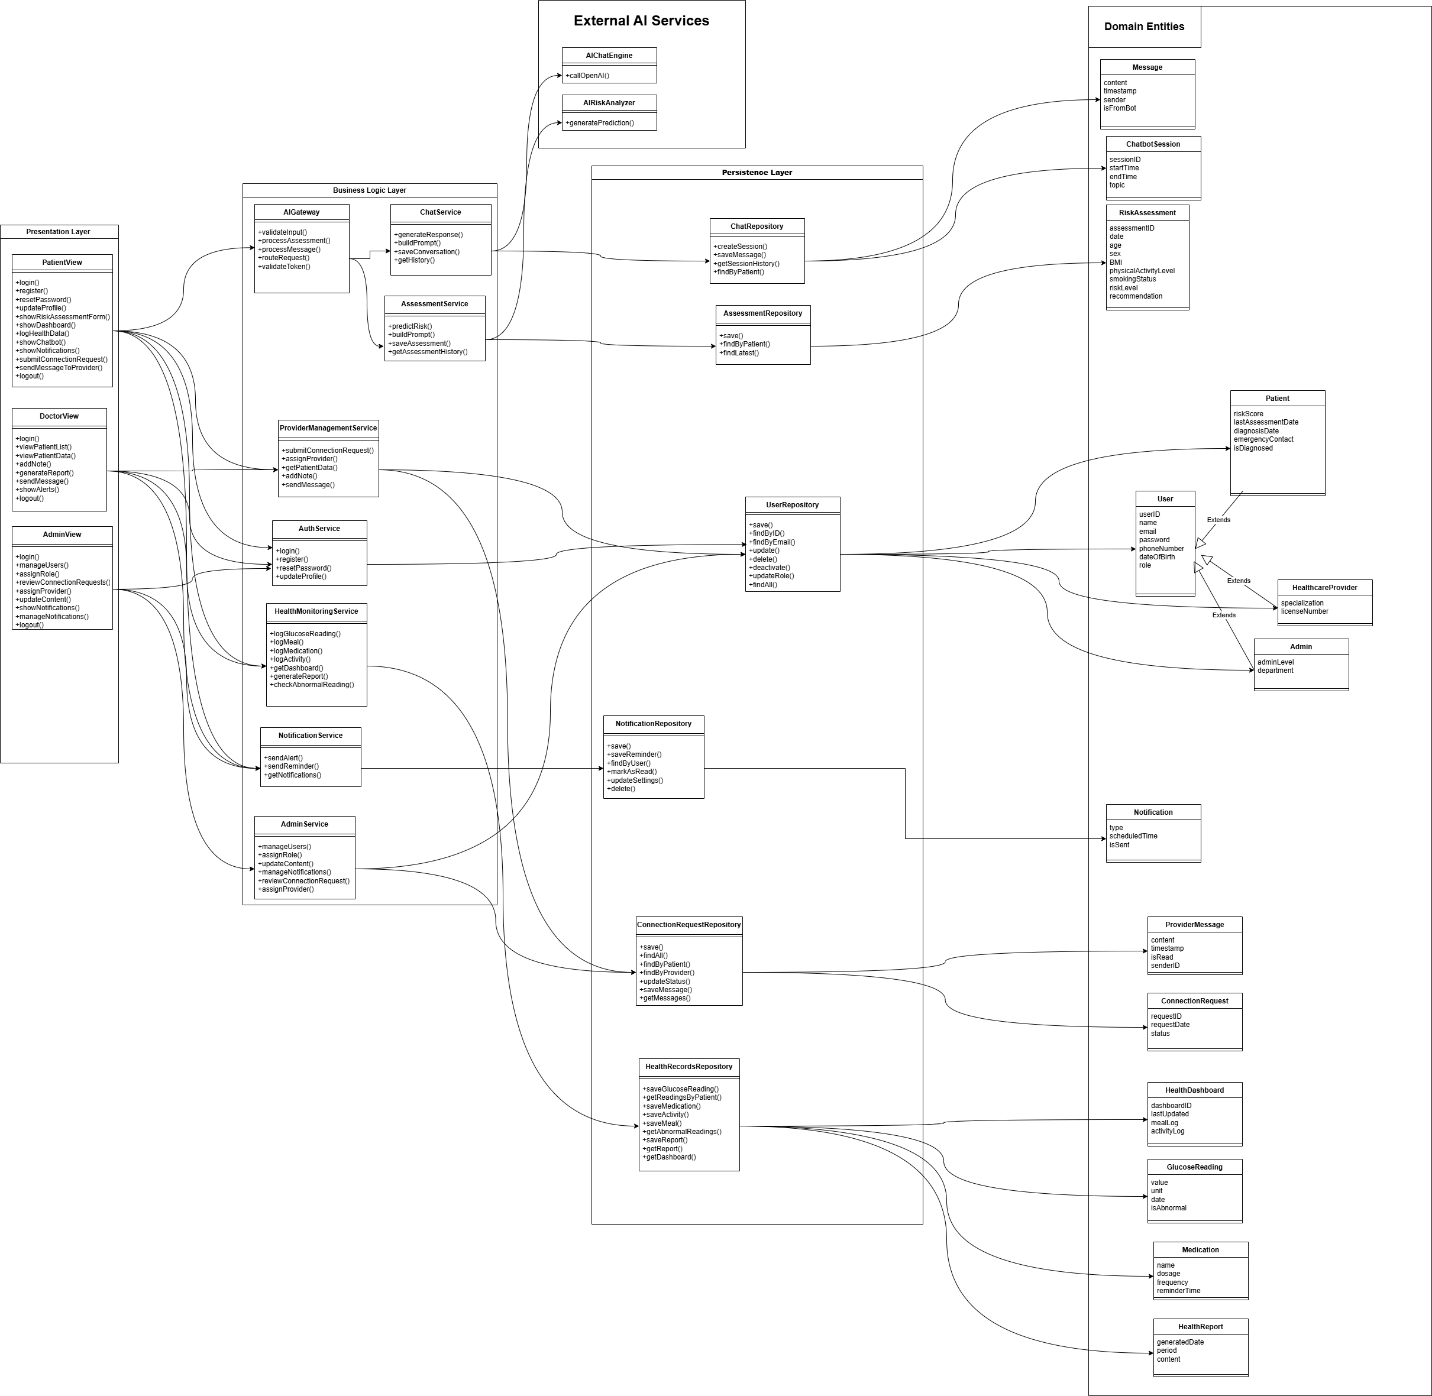 External AI Services
AIChatEngine
+callOpenAI()
AIRiskAnalyzer
+generatePrediction()
Presentation Layer
PatientView
+login()
+register()
+resetPassword()
+updateProfile()
+showRiskAssessmentForm()
+showDashboard()
+logHealthData()
+showChatbot()
+showNotifications()
+submitConnectionRequest()
+sendMessageToProvider()
+logout()
DoctorView
+login()
+viewPatientList()
+viewPatientData()
+addNote()
+generateReport()
+sendMessage()
+showAlerts()
+logout()
AdminView
+login()
+manageUsers()
+assignRole()
+reviewConnectionRequests()
+assignProvider()
+updateContent()
+showNotifications()
+manageNotifications()
+logout()
Business Logic Layer
AIGateway
+validateInput()
+processAssessment()
+processMessage()
+routeRequest()
+validateToken()
ChatService
+generateResponse()
+buildPrompt()
+saveConversation()
+getHistory()
AssessmentService
+predictRisk()
+buildPrompt()
+saveAssessment()
+getAssessmentHistory()
ProviderManagementService
+submitConnectionRequest()
+assignProvider()
+getPatientData()
+addNote()
+sendMessage()
AuthService
+login()
+register()
+resetPassword()
+updateProfile()
HealthMonitoringService
+logGlucoseReading()
+logMeal()
+logMedication()
+logActivity()
+getDashboard()
+generateReport()
+checkAbnormalReading()
NotificationService
+sendAlert()
+sendReminder()
+getNotifications()
AdminService
+manageUsers()
+assignRole()
+updateContent()
+manageNotifications()
+reviewConnectionRequest()
+assignProvider()
Persistence Layer
ChatRepository
+createSession()
+saveMessage()
+getSessionHistory()
+findByPatient()
AssessmentRepository
+save()
+findByPatient()
+findLatest()
UserRepository
+save()
+findByID()
+findByEmail()
+update()
+delete()
+deactivate()
+updateRole()
+findAll()
NotificationRepository
+save()
+saveReminder()
+findByUser()
+markAsRead()
+updateSettings()
+delete()
ConnectionRequestRepository
+save()
+findAll()
+findByPatient()
+findByProvider()
+updateStatus()
+saveMessage()
+getMessages()
HealthRecordsRepository
+saveGlucoseReading()
+getReadingsByPatient()
+saveMedication()
+saveActivity()
+saveMeal()
+getAbnormalReadings()
+saveReport()
+getReport()
+getDashboard()
Domain Entities
Message
content
timestamp
sender
isFromBot
ChatbotSession
sessionID
startTime
endTime
topic
RiskAssessment
assessmentID
date
age
sex
BMI
physicalActivityLevel
smokingStatus
riskLevel
recommendation
Patient
riskScore
lastAssessmentDate
diagnosisDate
emergencyContact
isDiagnosed
User
userID
name
email
password
phoneNumber
dateOfBirth
role
Extends
Extends
Extends
HealthcareProvider
specialization
licenseNumber
Admin
adminLevel
department
Notification
type
scheduledTime
isSent
ProviderMessage
content
timestamp
isRead
senderID
ConnectionRequest
requestID
requestDate
status
HealthDashboard
dashboardID
lastUpdated
mealLog
activityLog
GlucoseReading
value
unit
date
isAbnormal
Medication
name
dosage
frequency
reminderTime
HealthReport
generatedDate
period
content